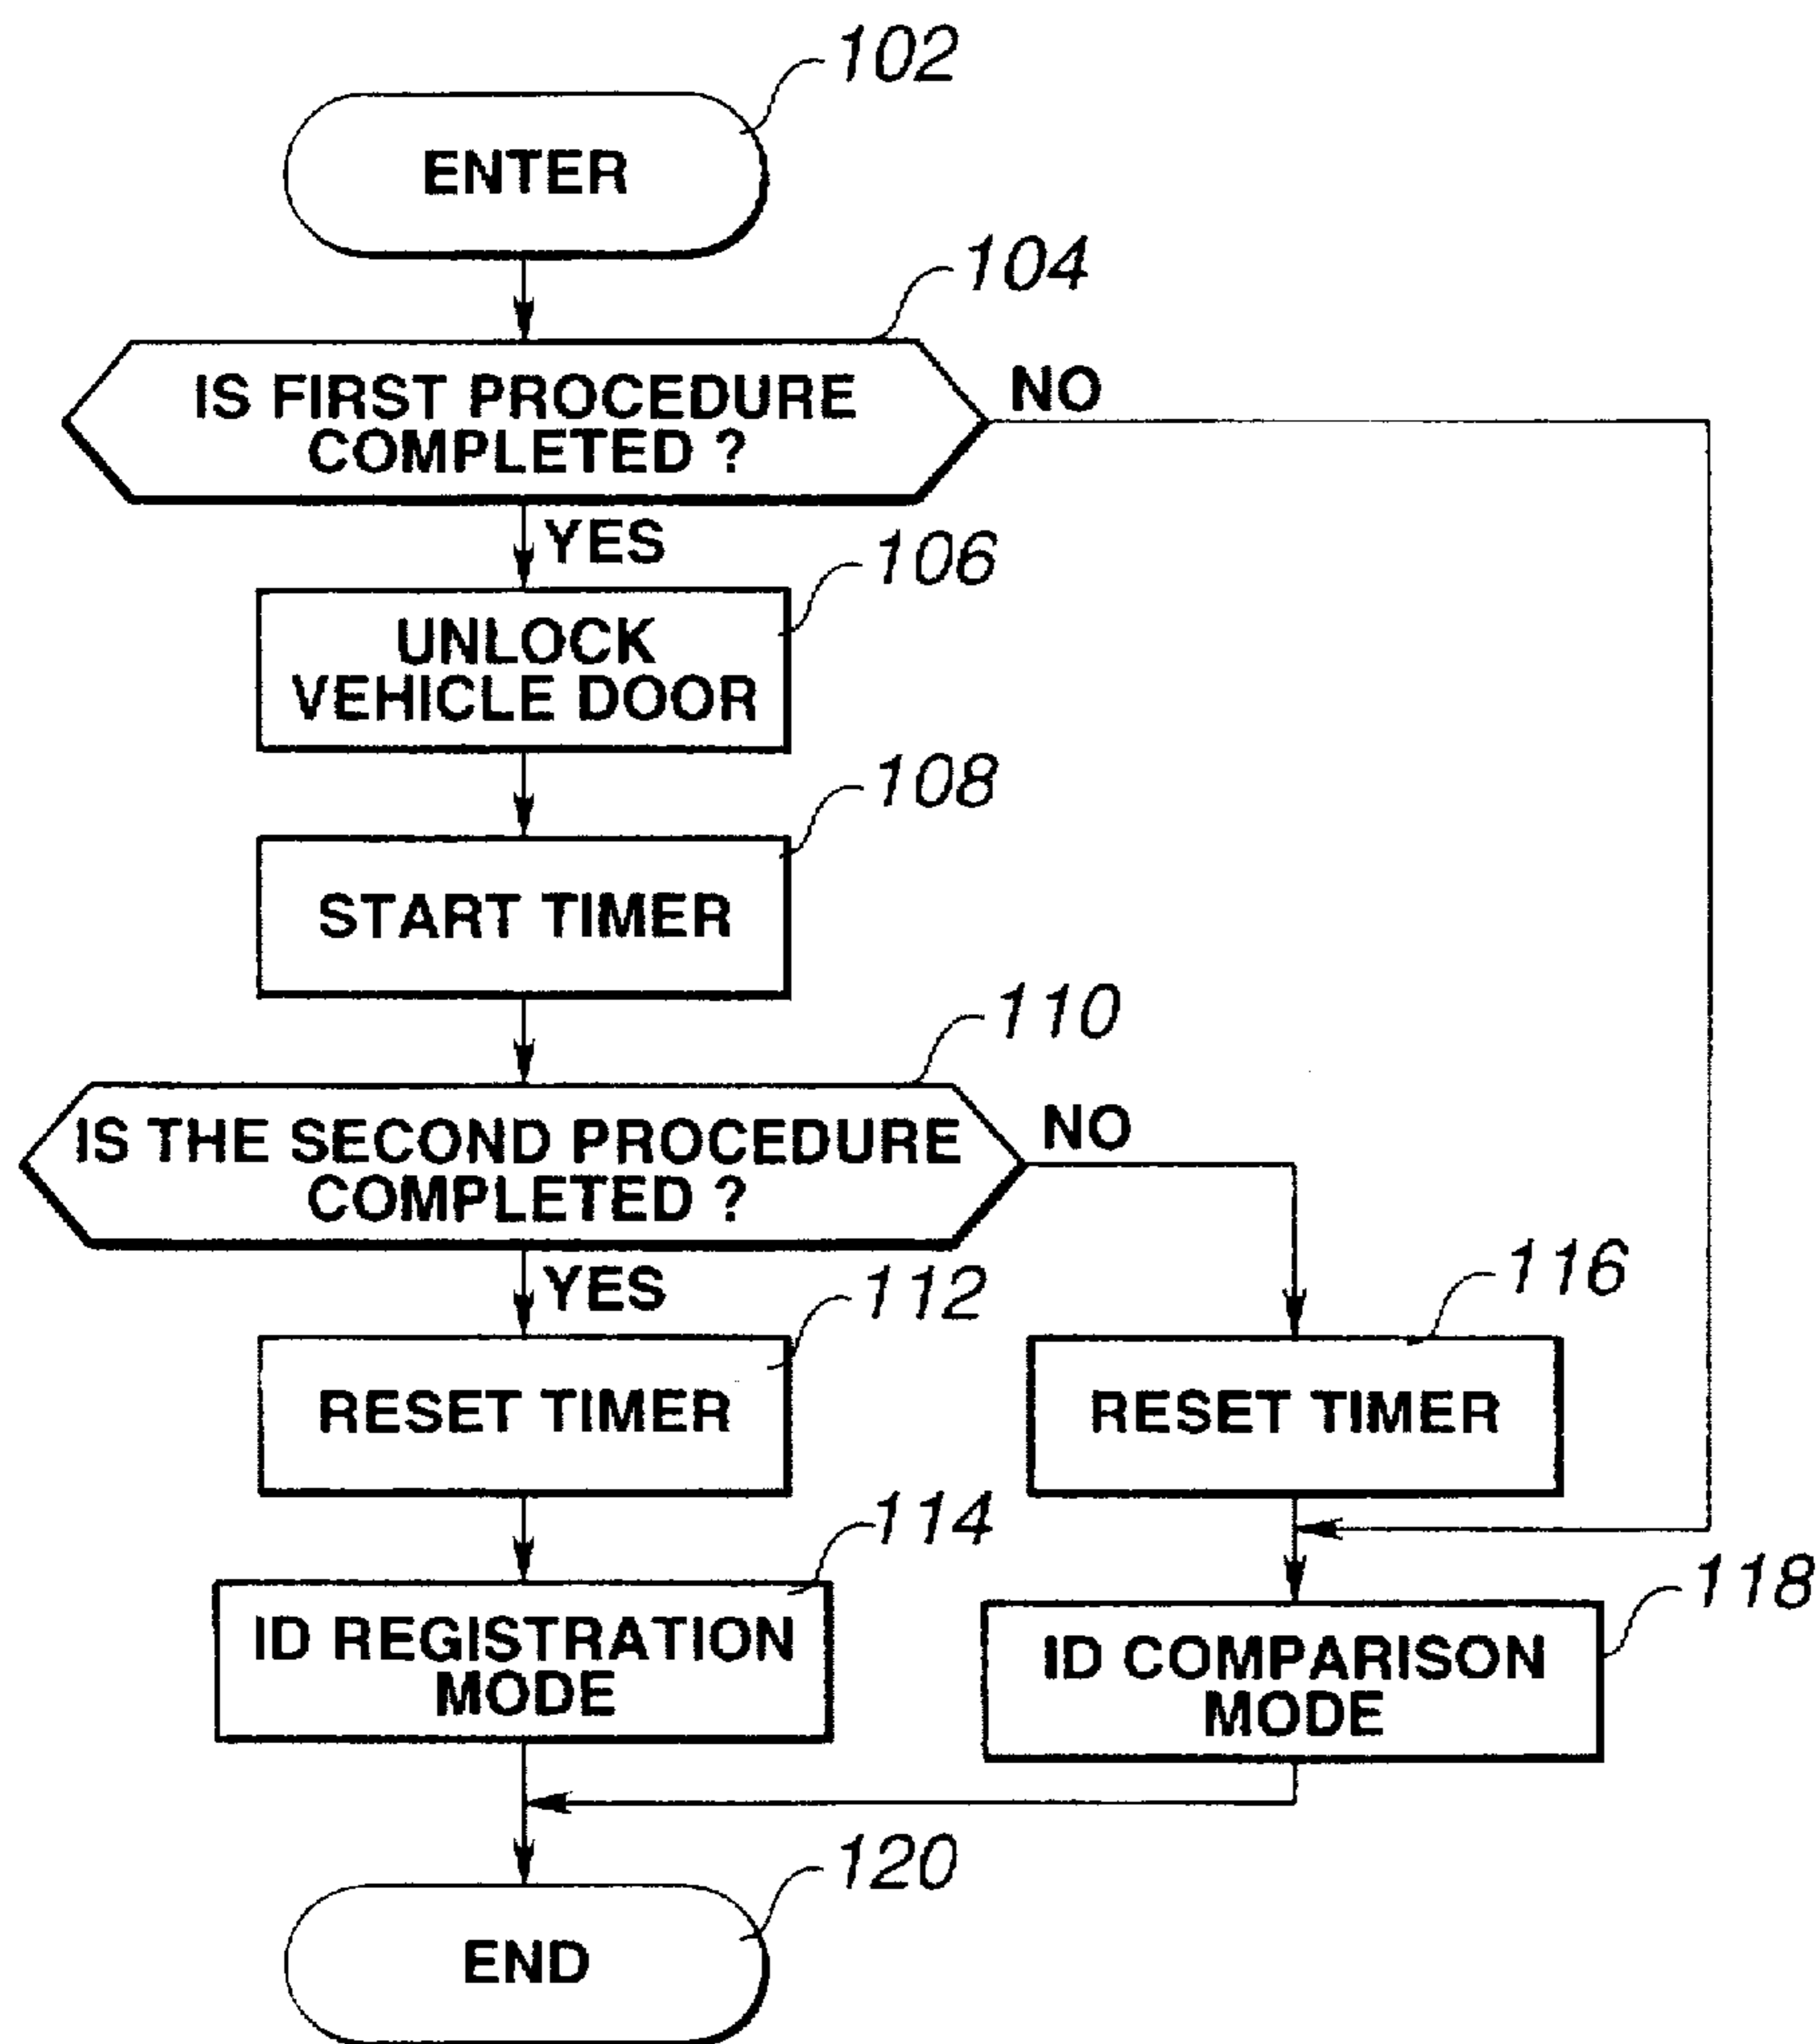 102
ENTER
104
IS FIRST PROCEDURE
COMPLETED ?
NO
YES
106
UNLOCK
VEHICLE DOOR
108
START TIMER
110
IS THE SECOND PROCEDURE
COMPLETED ?
NO
YES
112
116
RESET TIMER
RESET TIMER
114
118
ID REGISTRATION
MODE
ID COMPARISON
MODE
120
END